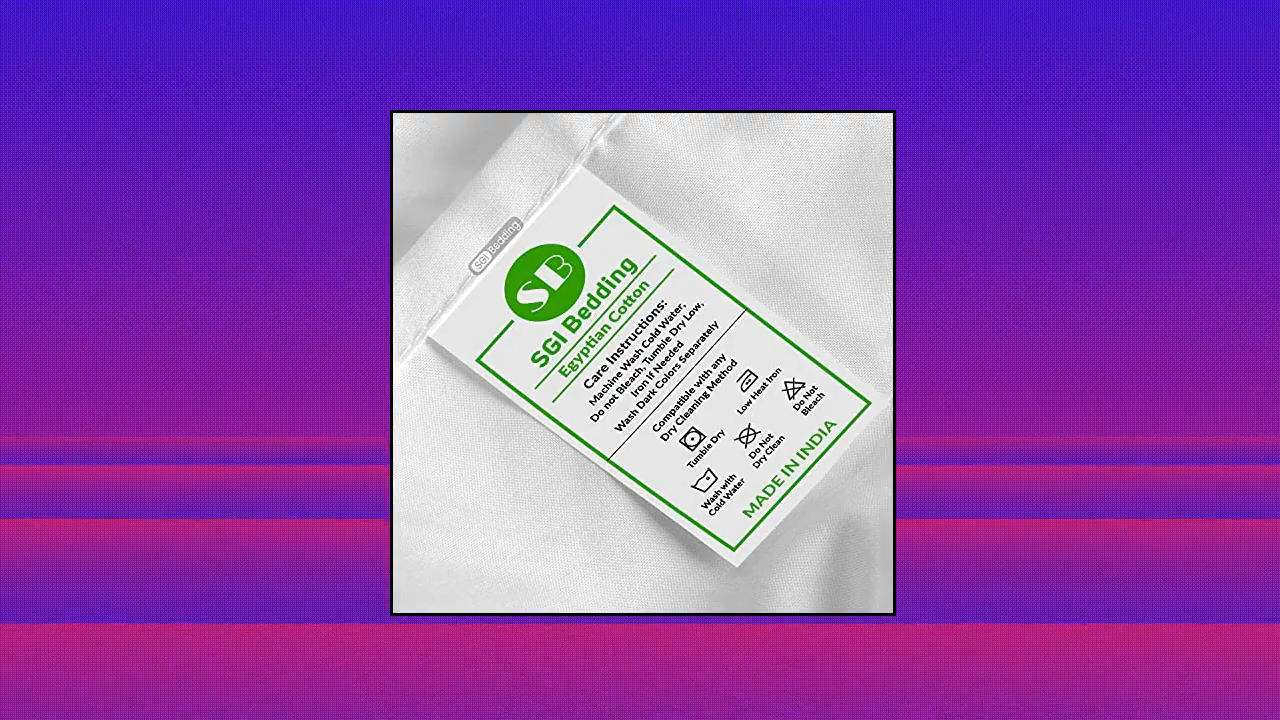 SGI Bedding
SB
SGI Bedding
Egyptian Cotton
Care Instructions:
Machine Wash Cold Water,
Do not Bleach, Tumble Dry Low,
Iron If Needed
Wash Dark Colors Separately
Compatible with any
Dry Cleaning Method
Low Heat Iron
Do Not
Bleach
Tumble Dry
Do Not
Dry Clean
Wash with
Cold Water
MADE IN INDIA